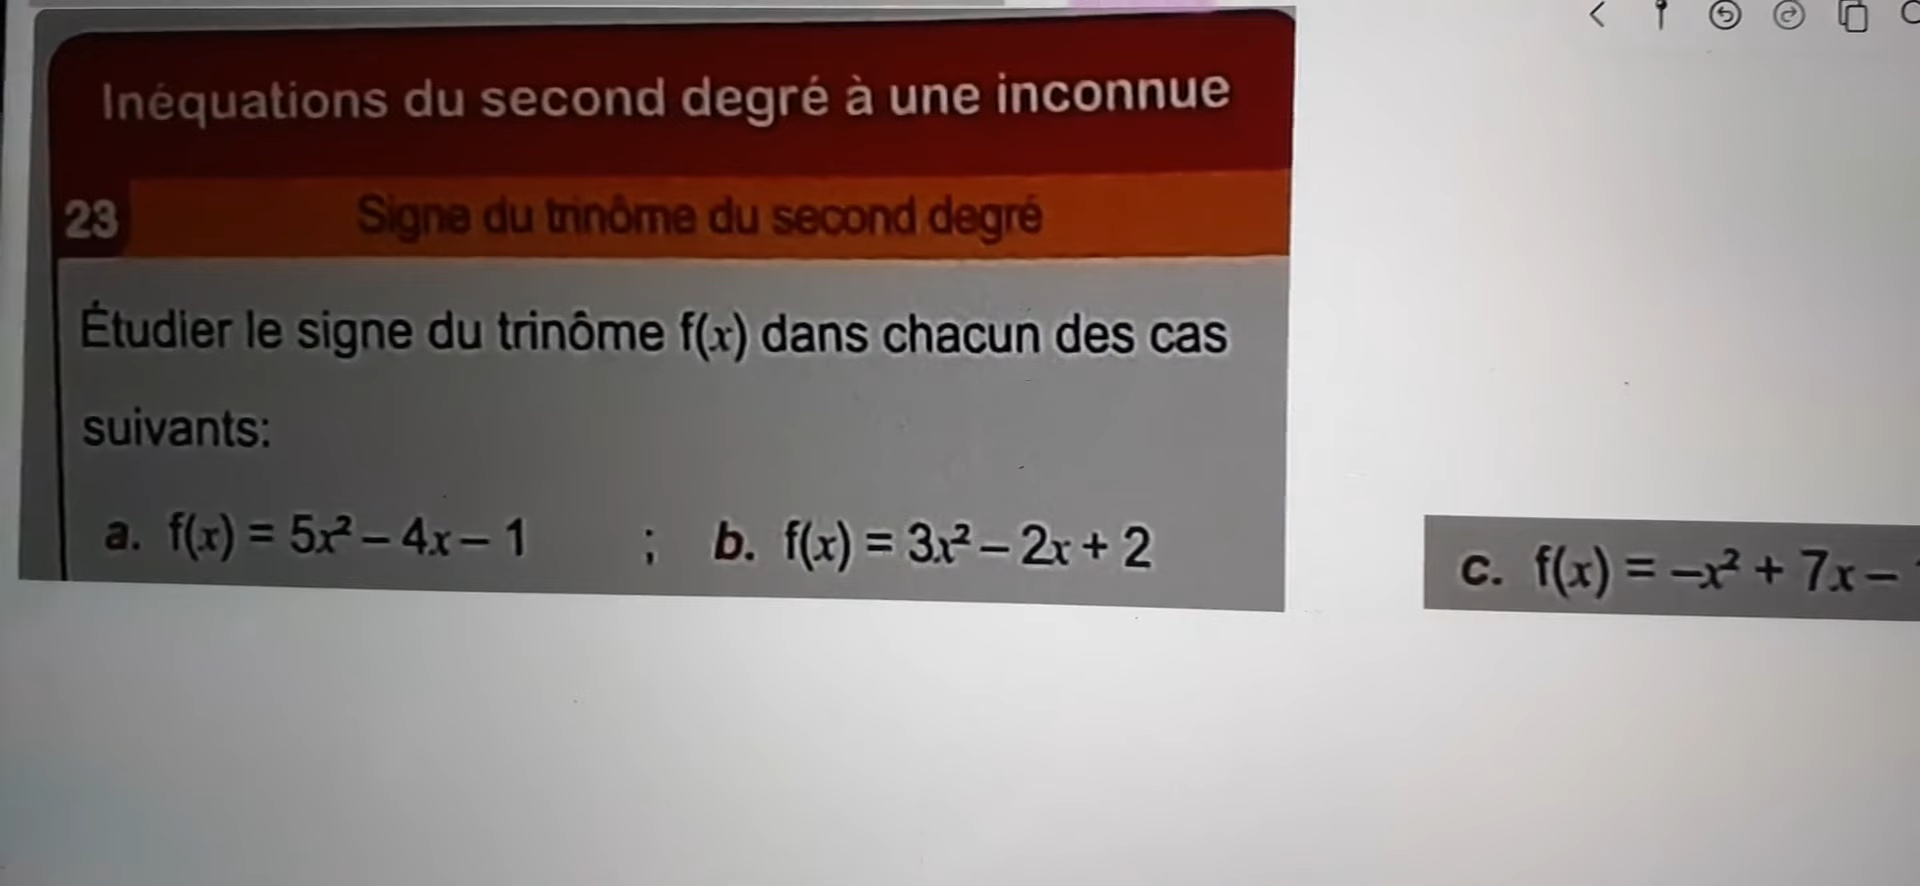 Inéquations du second degré à une inconnue
23 Signe du trinôme du second degré
Étudier le signe du trinôme f(x) dans chacun des cas
suivants:
a. f(x) = 5x² – 4x – 1 ; b. f(x) = 3x² – 2x + 2
c. f(x) = –x² + 7x –